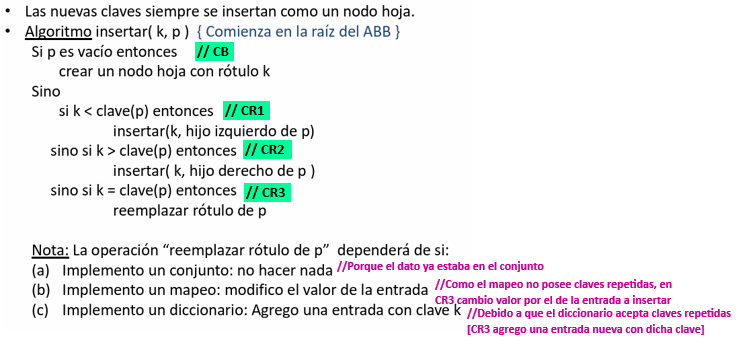 • Las nuevas claves siempre se insertan como un nodo hoja.
• Algoritmo insertar( k, p ) { Comienza en la raíz del ABB }
Si p es vacío entonces // CB
crear un nodo hoja con rótulo k
Sino
si k < clave(p) entonces // CR1
insertar(k, hijo izquierdo de p)
sino si k > clave(p) entonces // CR2
insertar( k, hijo derecho de p )
sino si k = clave(p) entonces // CR3
reemplazar rótulo de p
Nota: La operación “reemplazar rótulo de p” dependerá de si:
(a) Implemento un conjunto: no hacer nada //Porque el dato ya estaba en el conjunto
(b) Implemento un mapeo: modifico el valor de la entrada //Como el mapeo no posee claves repetidas, en
CR3 cambio valor por el de la entrada a insertar
(c) Implemento un diccionario: Agrego una entrada con clave k //Debido a que el diccionario acepta claves repetidas
[CR3 agrego una entrada nueva con dicha clave]